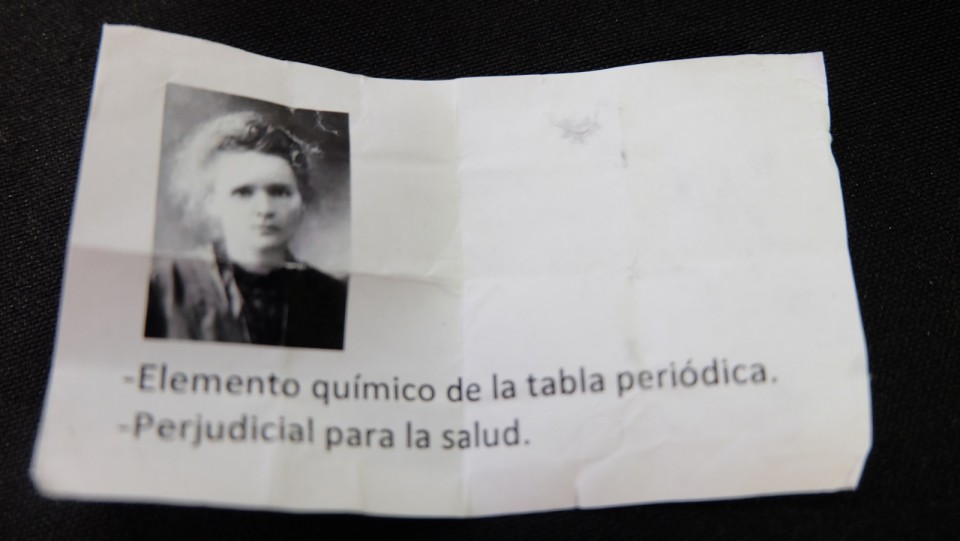 -Elemento químico de la tabla periódica.
-Perjudicial para la salud.